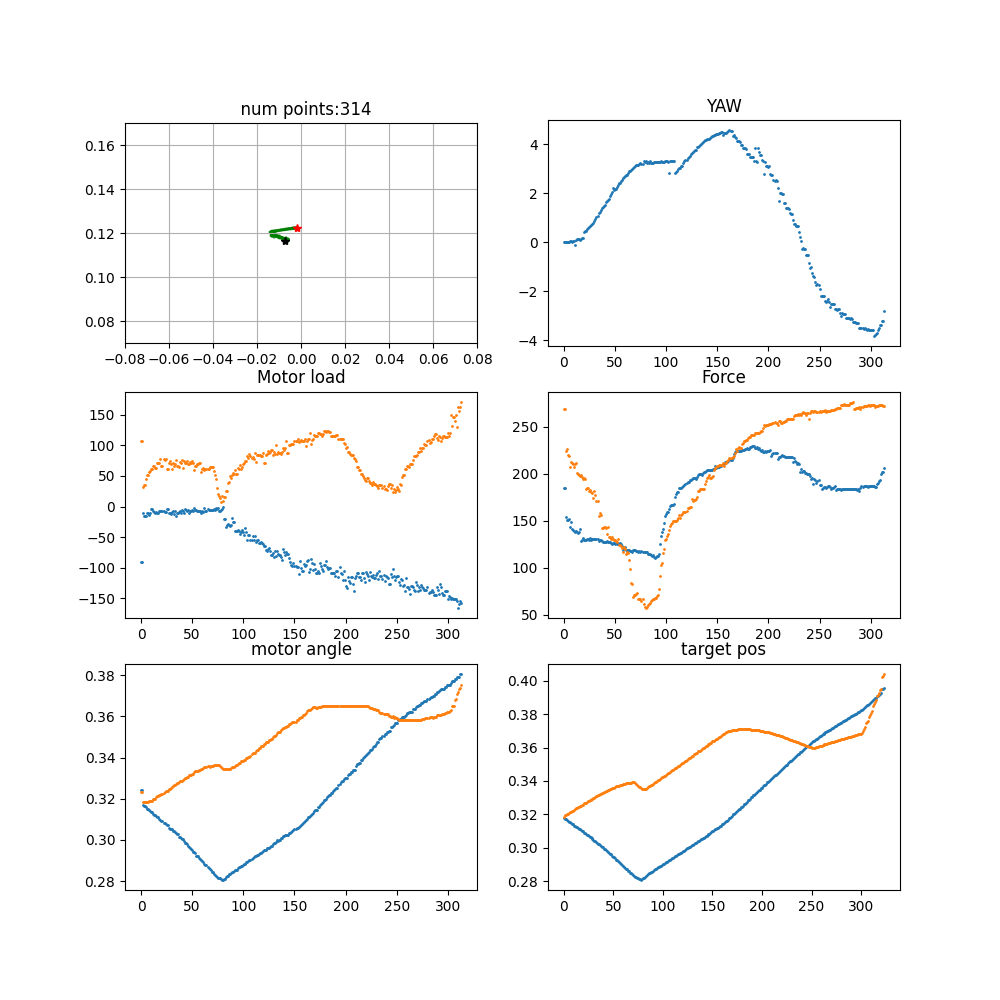 num points:314
0.16
0.14
0.12
0.10
0.08
−0.08 −0.06 −0.04 −0.02 0.00 0.02 0.04 0.06 0.08
YAW
4
2
0
−2
−4
0 50 100 150 200 250 300
Motor load
150
100
50
0
−50
−100
−150
0 50 100 150 200 250 300
Force
250
200
150
100
50
0 50 100 150 200 250 300
motor angle
0.38
0.36
0.34
0.32
0.30
0.28
0 50 100 150 200 250 300
target pos
0.40
0.38
0.36
0.34
0.32
0.30
0.28
0 50 100 150 200 250 300